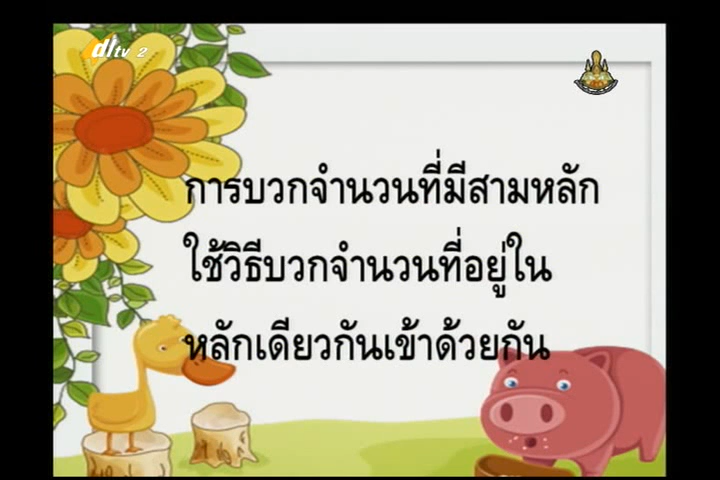 dltv 2
การบวกจำนวนที่มีสามหลัก
ใช้วิธีบวกจำนวนที่อยู่ใน
หลักเดียวกันเข้าด้วยกัน